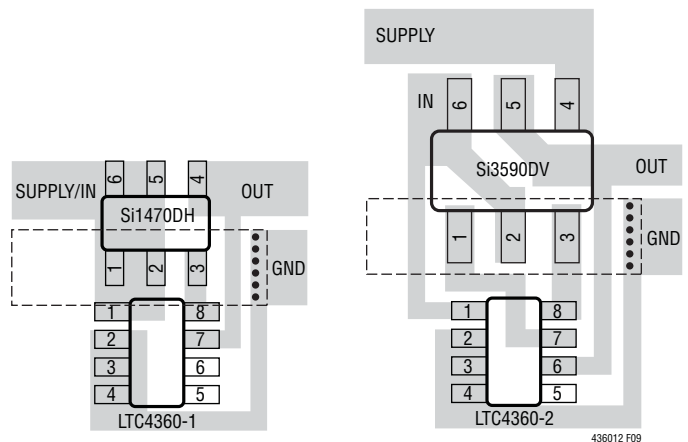 SUPPLY
IN
6
5
4
Si3590DV
OUT
1
2
3
GND
1
2
3
4
8
7
6
5
LTC4360-2
SUPPLY/IN
6
5
4
Si1470DH
OUT
1
2
3
GND
1
2
3
4
8
7
6
5
LTC4360-1
436012 F09